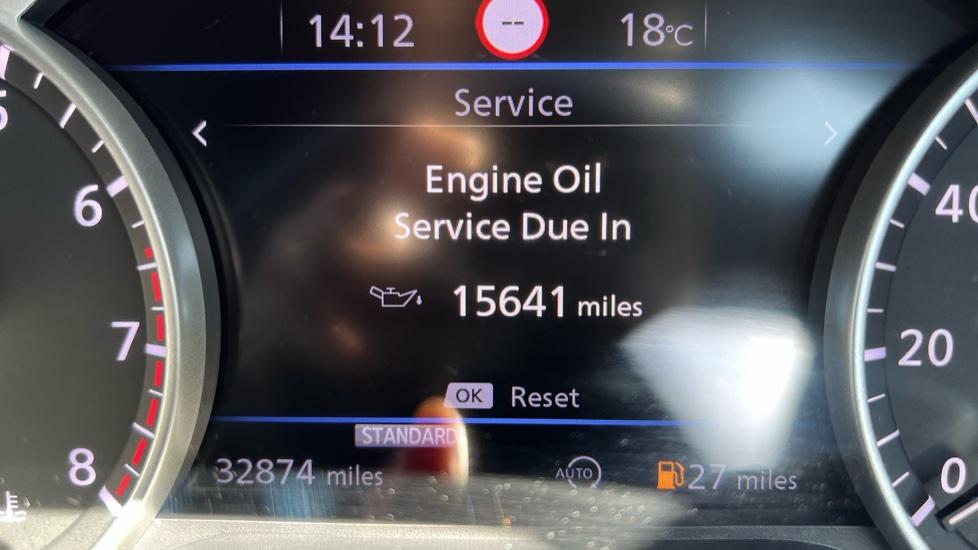 14:12 -- 18°C
Service
Engine Oil
Service Due In
15641 miles
OK Reset
STANDARD
32874 miles AUTO 27 miles
6
7
8
40
20
0